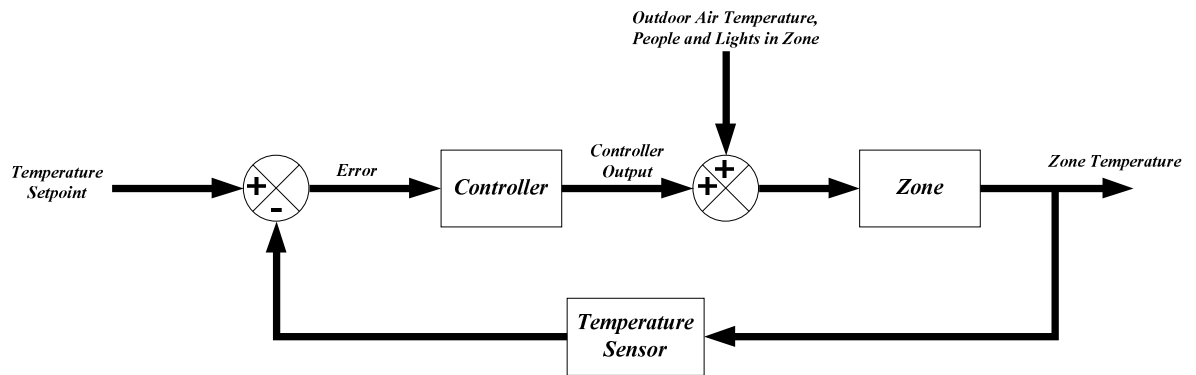 Outdoor Air Temperature,
People and Lights in Zone
Temperature
Setpoint
+
-
Error
Controller
Controller
Output
+
+
Zone
Zone Temperature
Temperature
Sensor